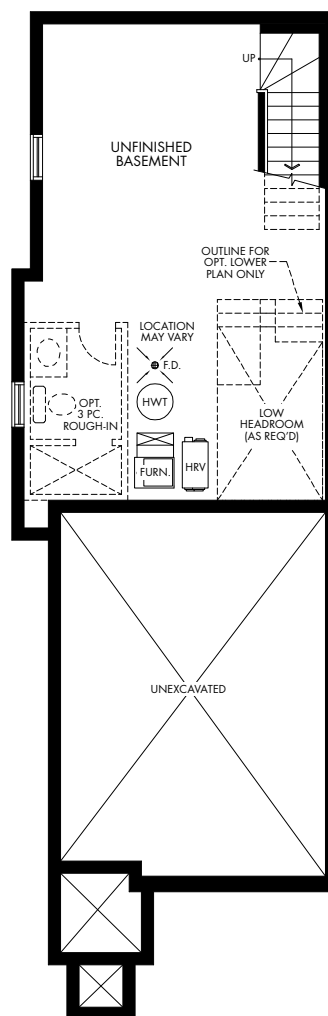 UP
UNFINISHED
BASEMENT
OUTLINE FOR
OPT. LOWER
PLAN ONLY
LOCATION
MAY VARY
F.D.
HWT
OPT.
3 PC.
ROUGH-IN
LOW
HEADROOM
(AS REQ'D)
FURN.
HRV
UNEXCAVATED